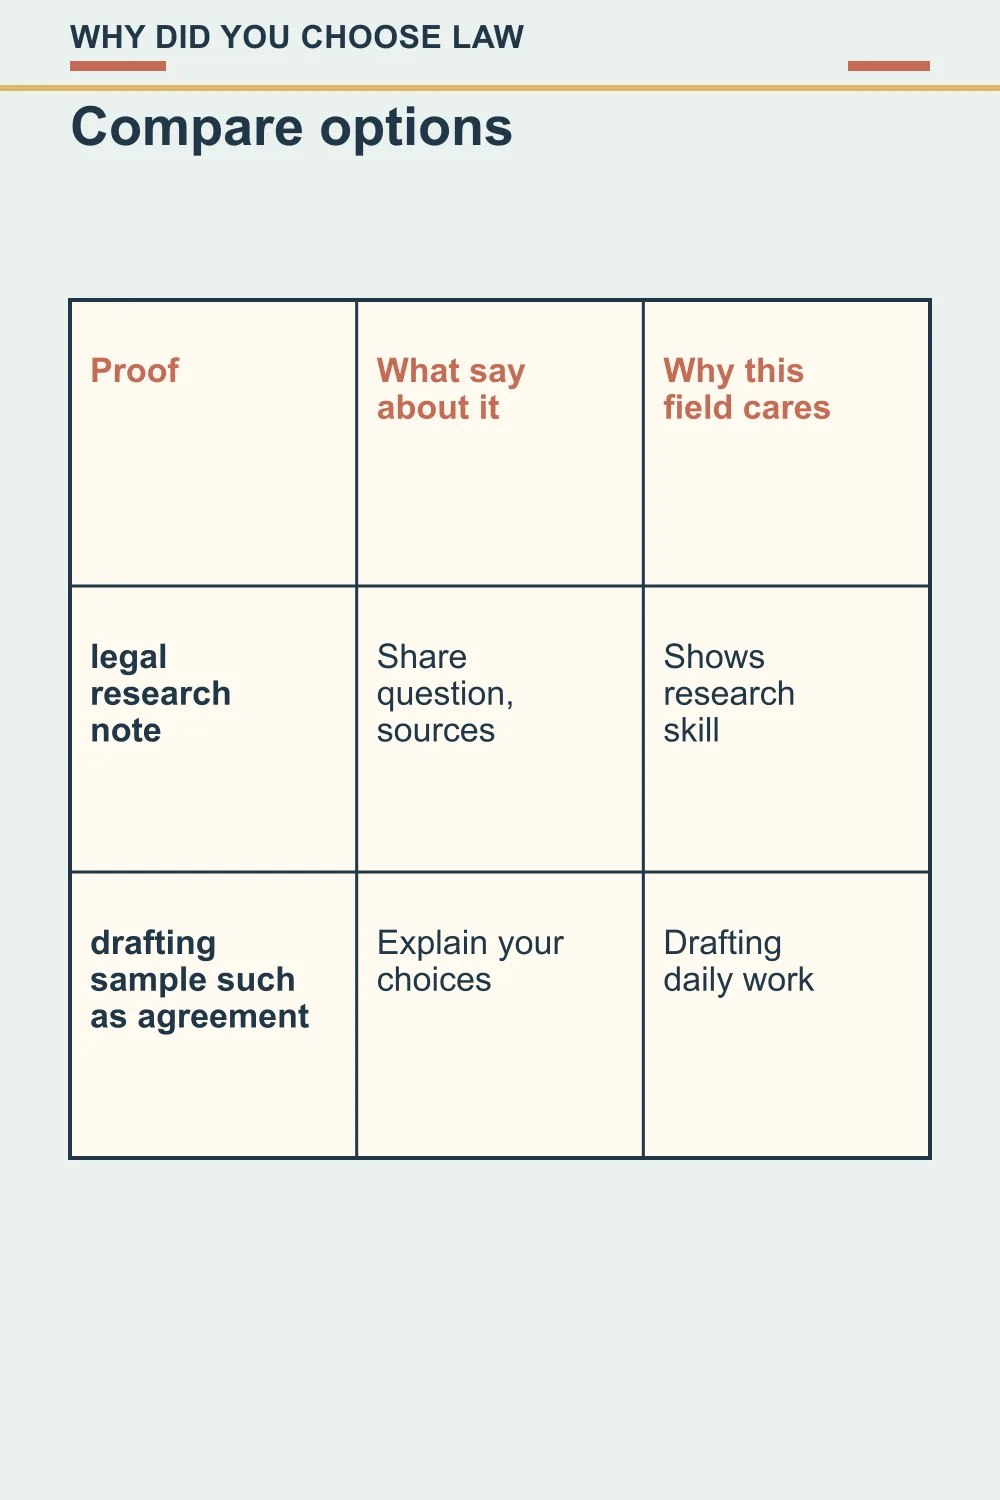 WHY DID YOU CHOOSE LAW
Compare options
Proof
What say
about it
Why this
field cares
legal
research
note
Share
question,
sources
Shows
research
skill
drafting
sample such
as agreement
Explain your
choices
Drafting
daily work